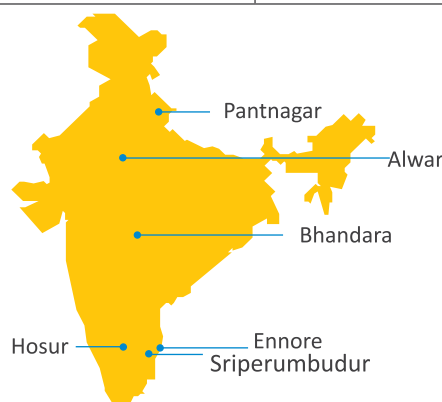 Pantnagar
Alwar
Bhandara
Hosur
Ennore
Sriperumbudur